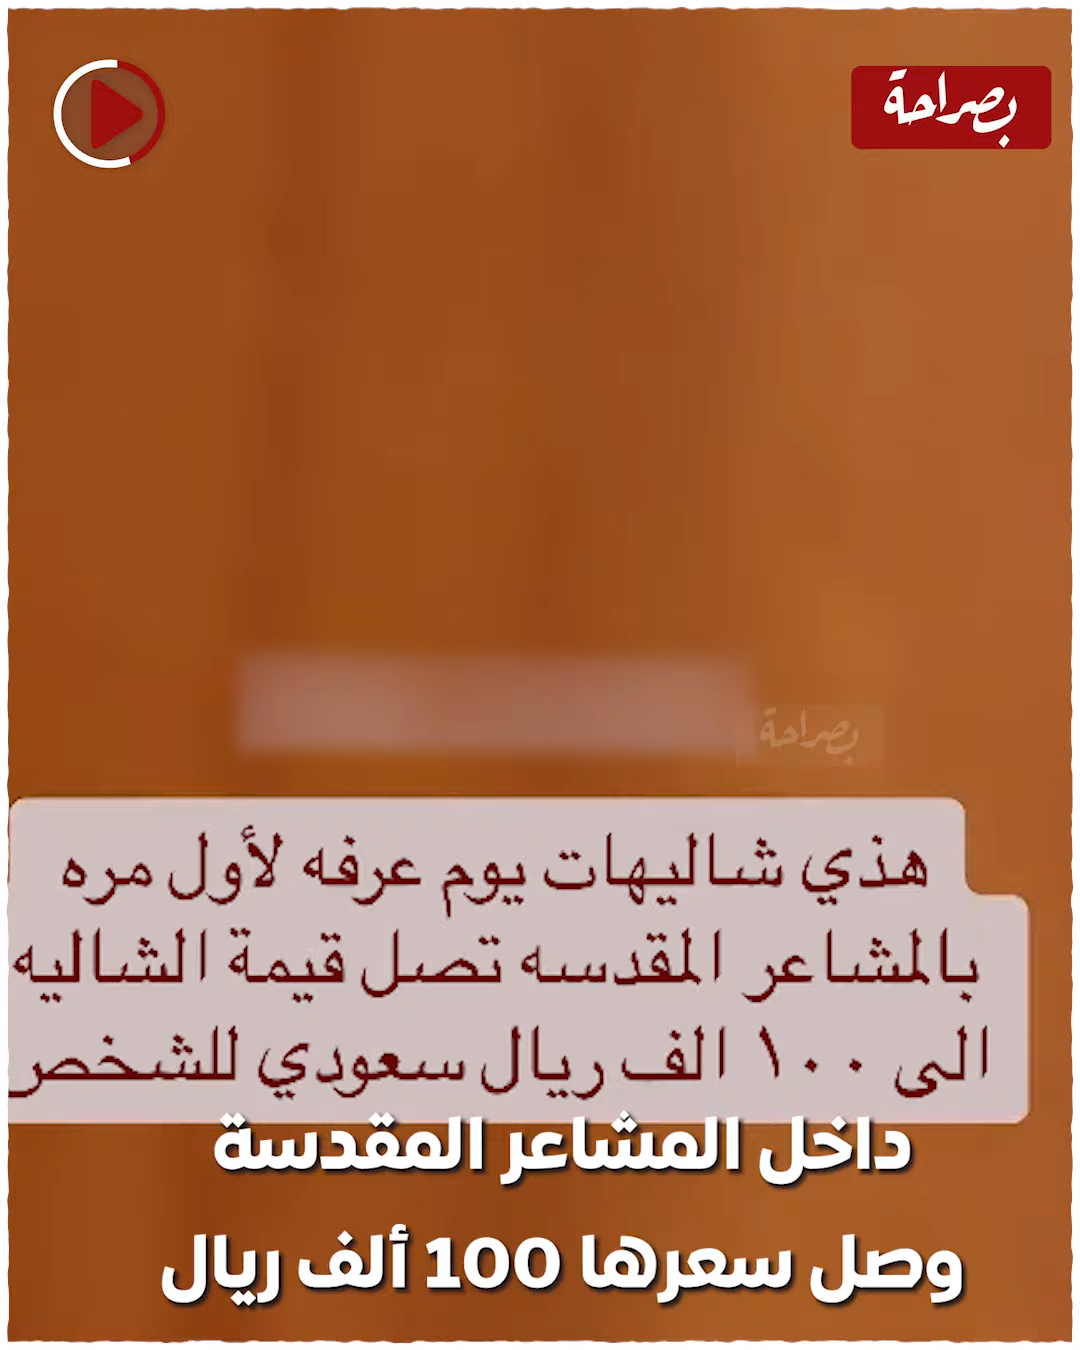 بصراحة
بصراحة
هذي شاليهات يوم عرفه لأول مره
بالمشاعر المقدسه تصل قيمة الشاليه
الى ١٠٠ الف ريال سعودي للشخص
داخل المشاعر المقدسة
وصل سعرها 100 ألف ريال